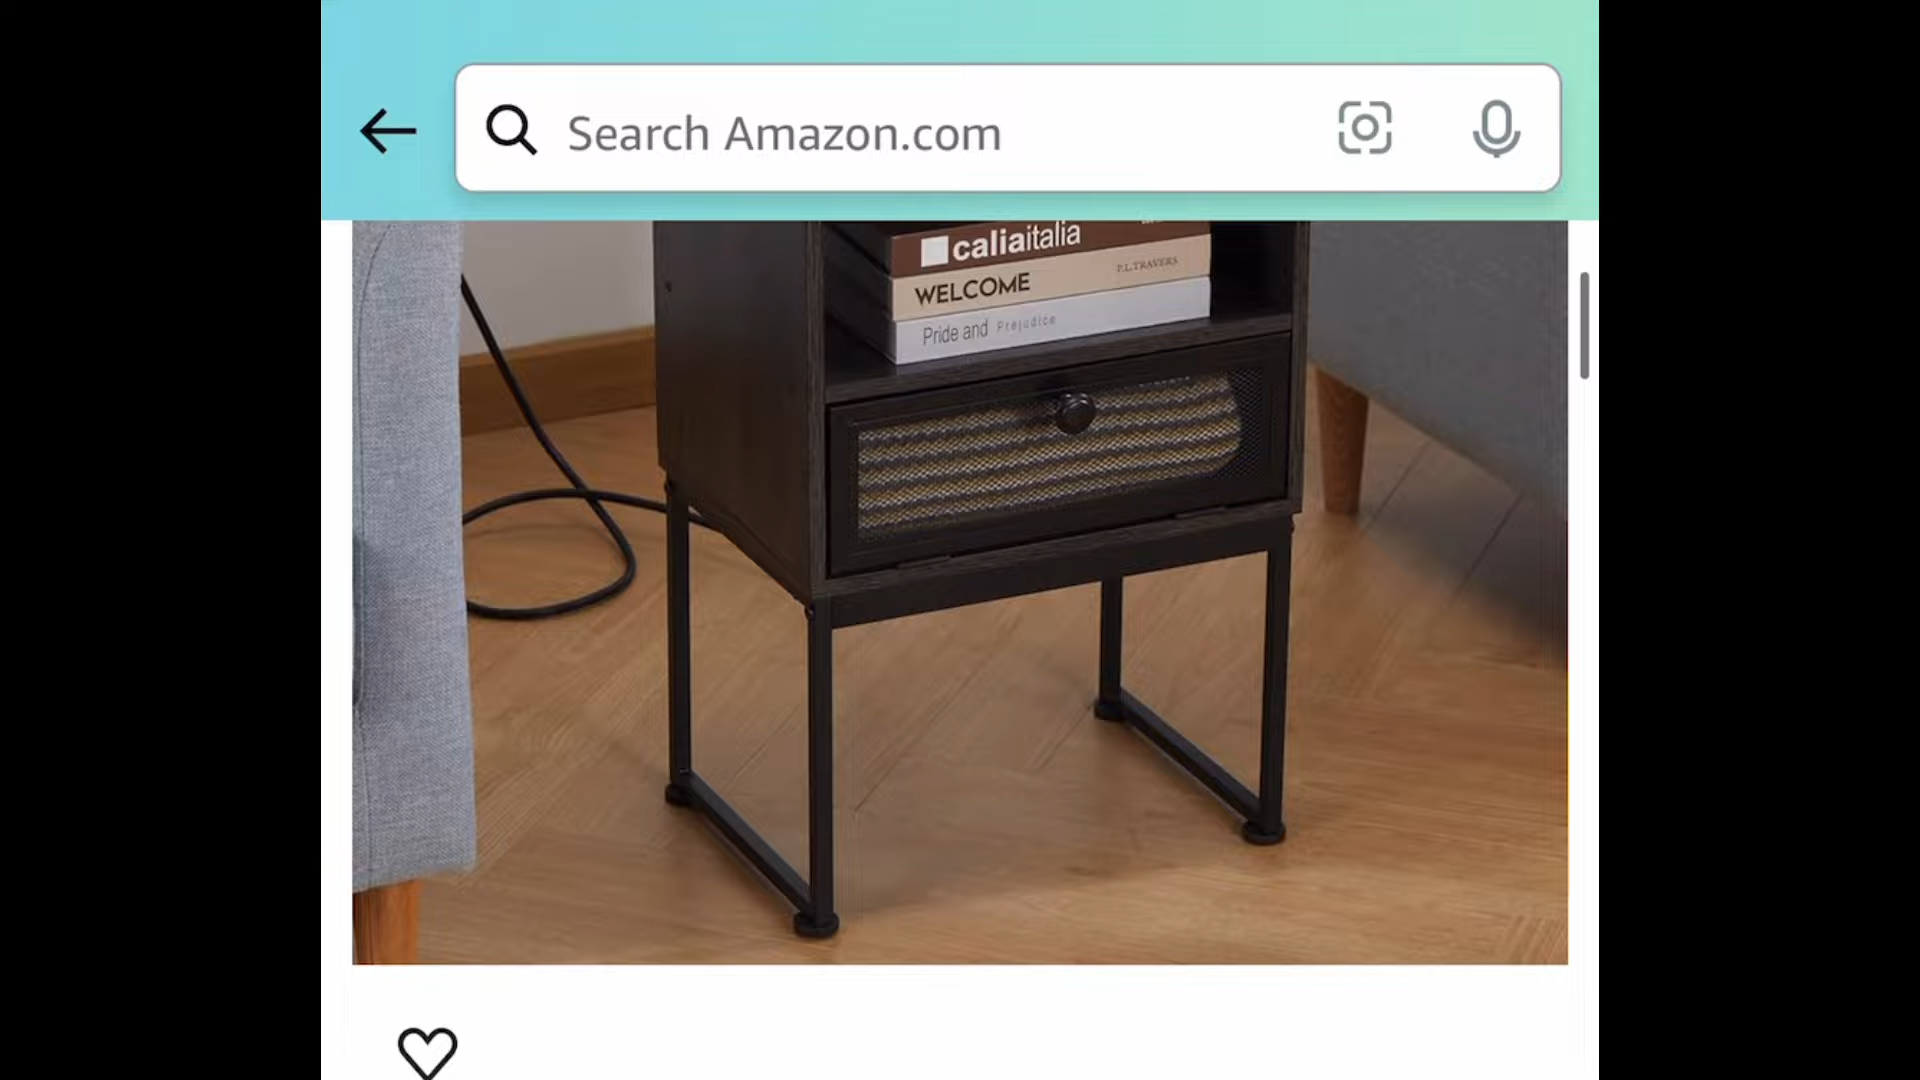 Search Amazon.com
caliaitalia
WELCOME P.L.TRAVERS
Pride and Prejudice